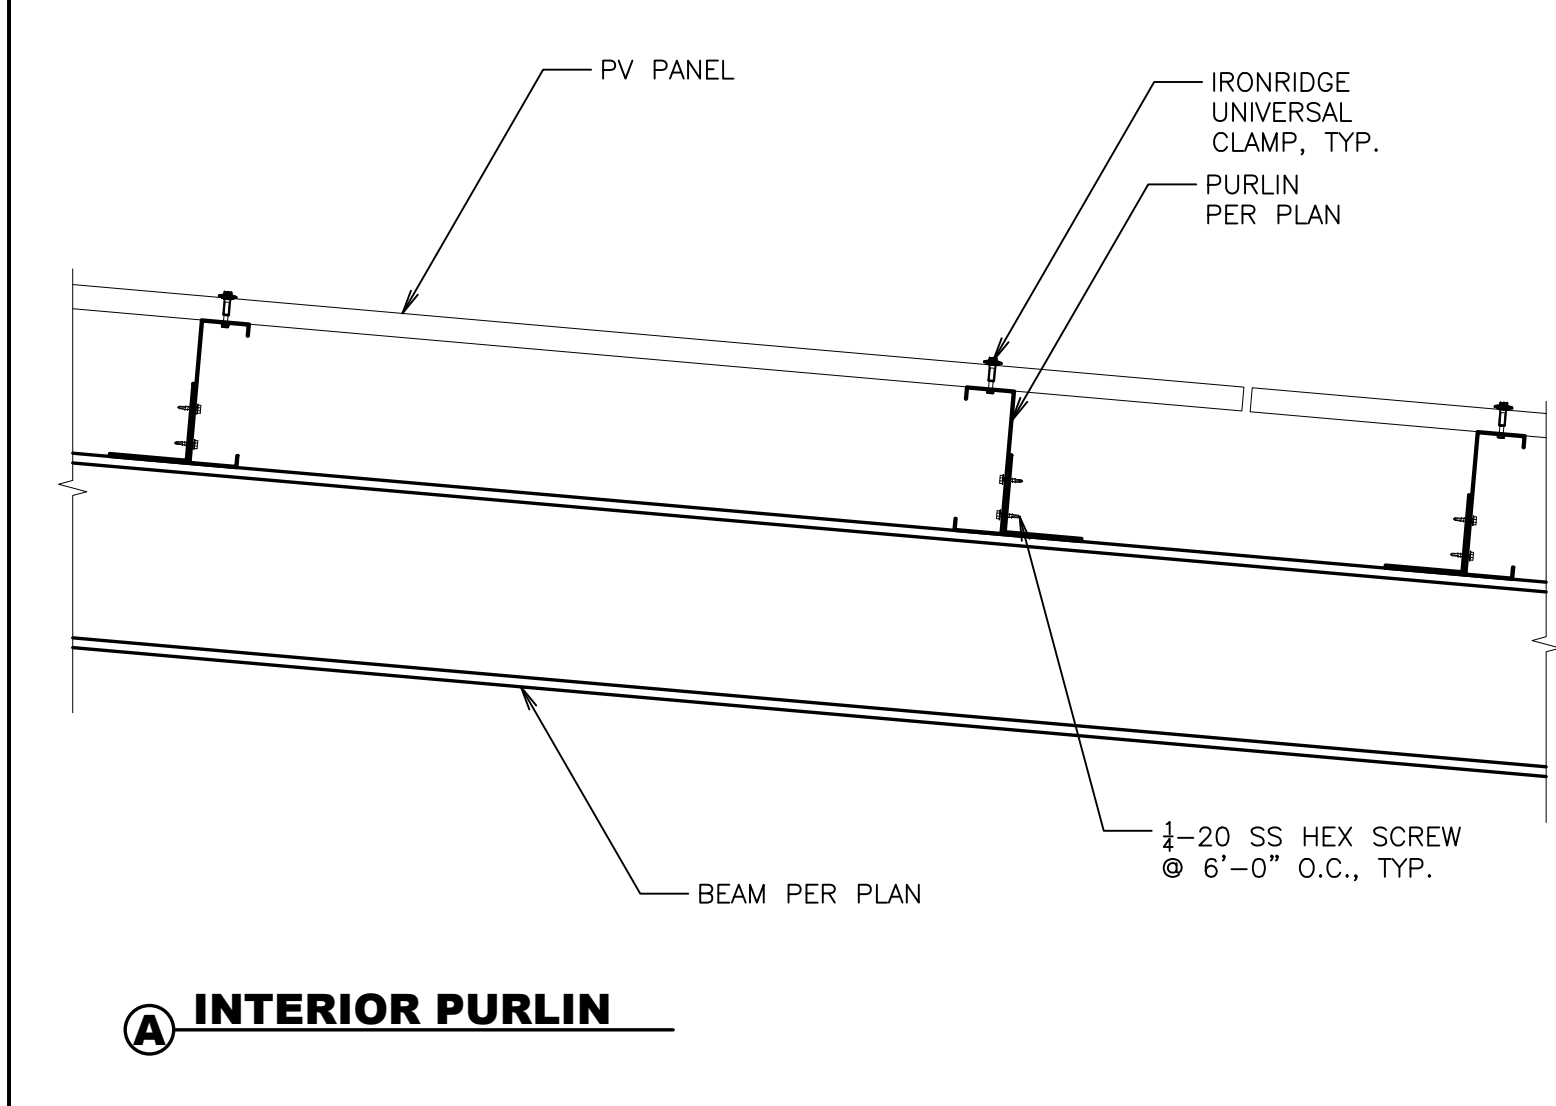 PV PANEL
IRONRIDGE
UNIVERSAL
CLAMP, TYP.
PURLIN
PER PLAN
1/4-20 SS HEX SCREW
@ 6'-0" O.C., TYP.
BEAM PER PLAN
A INTERIOR PURLIN